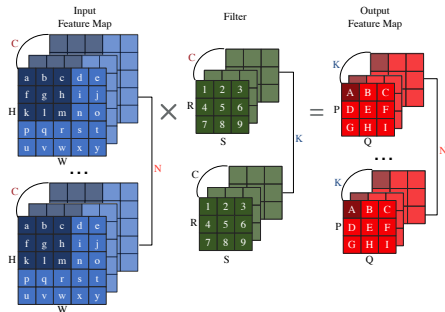 Input
Feature Map
Filter
Output
Feature Map
C
a b c d e
f g h i j
k l m n o
p q r s t
u v w x y
H
W
N
...
C
a b c d e
f g h i j
k l m n o
p q r s t
u v w x y
H
W
×
C
1 2 3
4 5 6
7 8 9
R
S
K
C
1 2 3
4 5 6
7 8 9
R
S
=
K
A B C
D E F
G H I
P
Q
N
...
K
A B C
D E F
G H I
P
Q